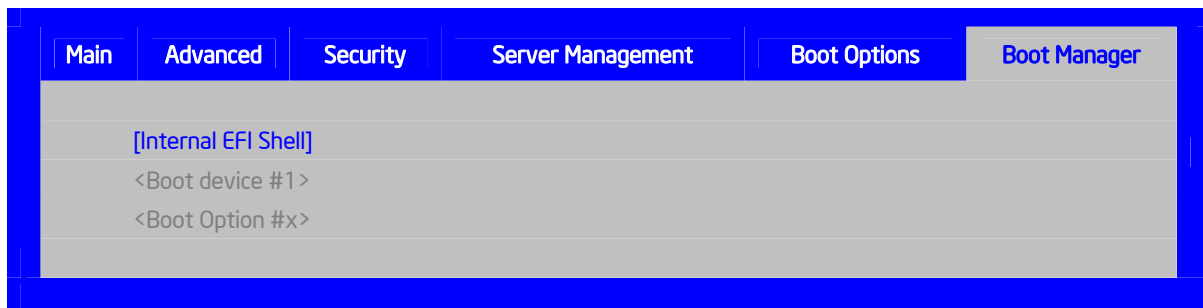 Main Advanced Security Server Management Boot Options Boot Manager
[Internal EFI Shell]
<Boot device #1>
<Boot Option #x>